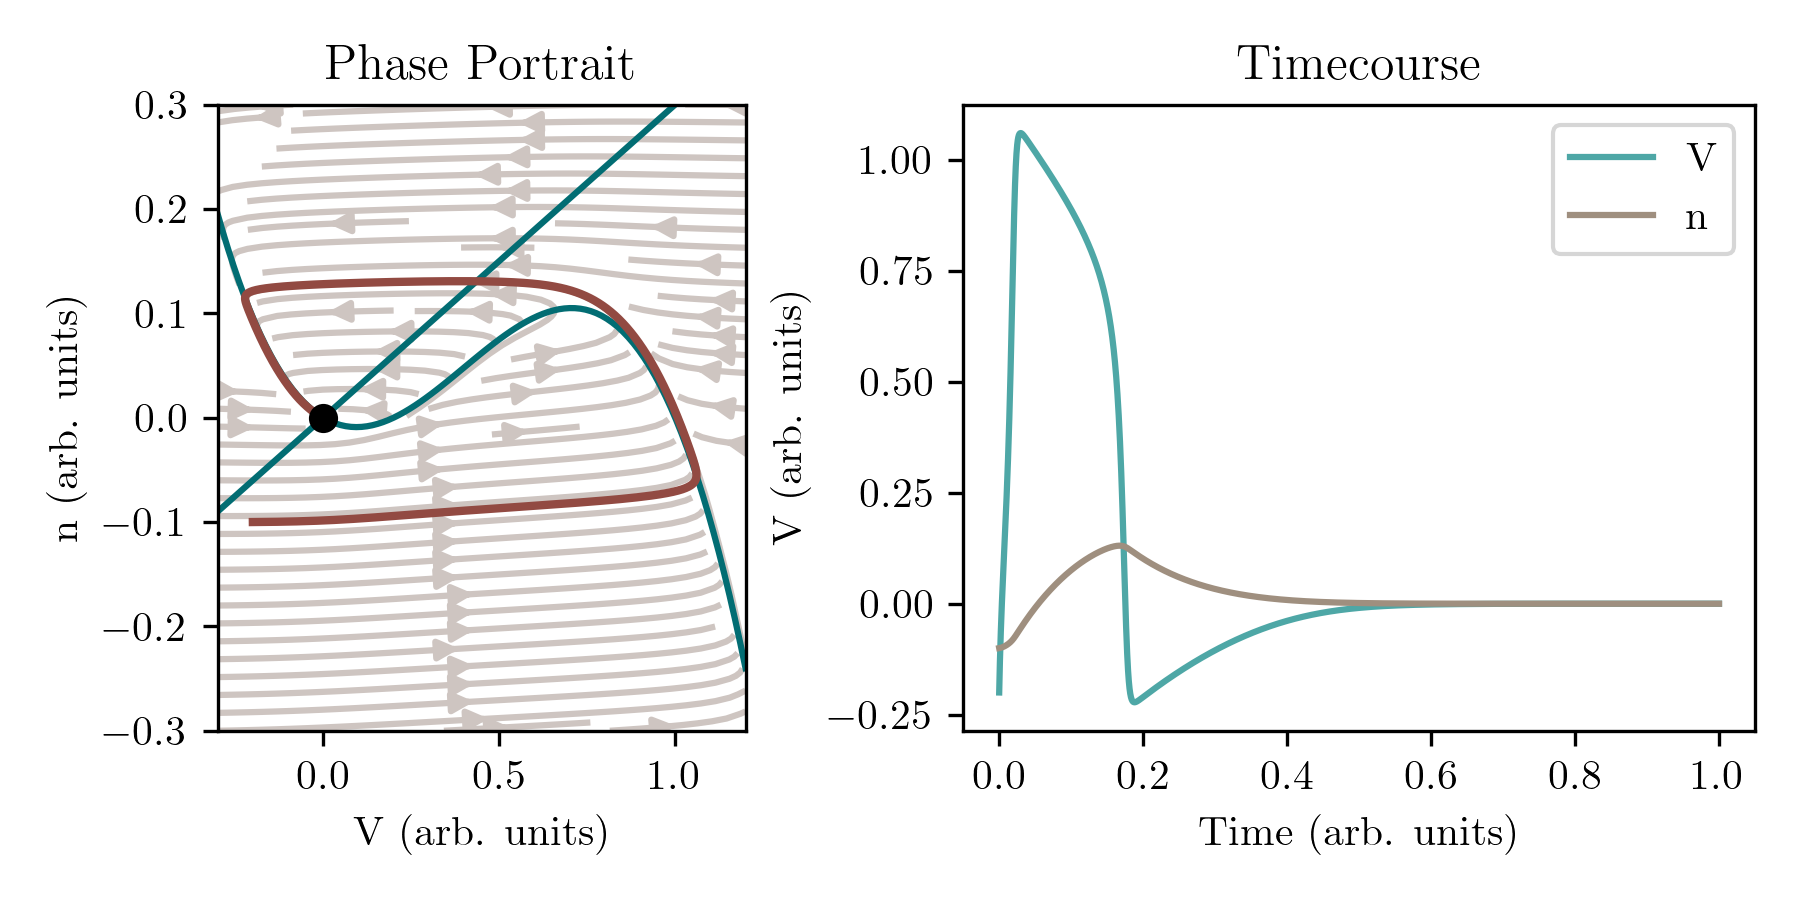 Phase Portrait
0.3
0.2
0.1
0.0
−0.1
−0.2
−0.3
n (arb. units)
0.0 0.5 1.0
V (arb. units)
Timecourse
1.00
0.75
0.50
0.25
0.00
−0.25
V (arb. units)
V
n
0.0 0.2 0.4 0.6 0.8 1.0
Time (arb. units)